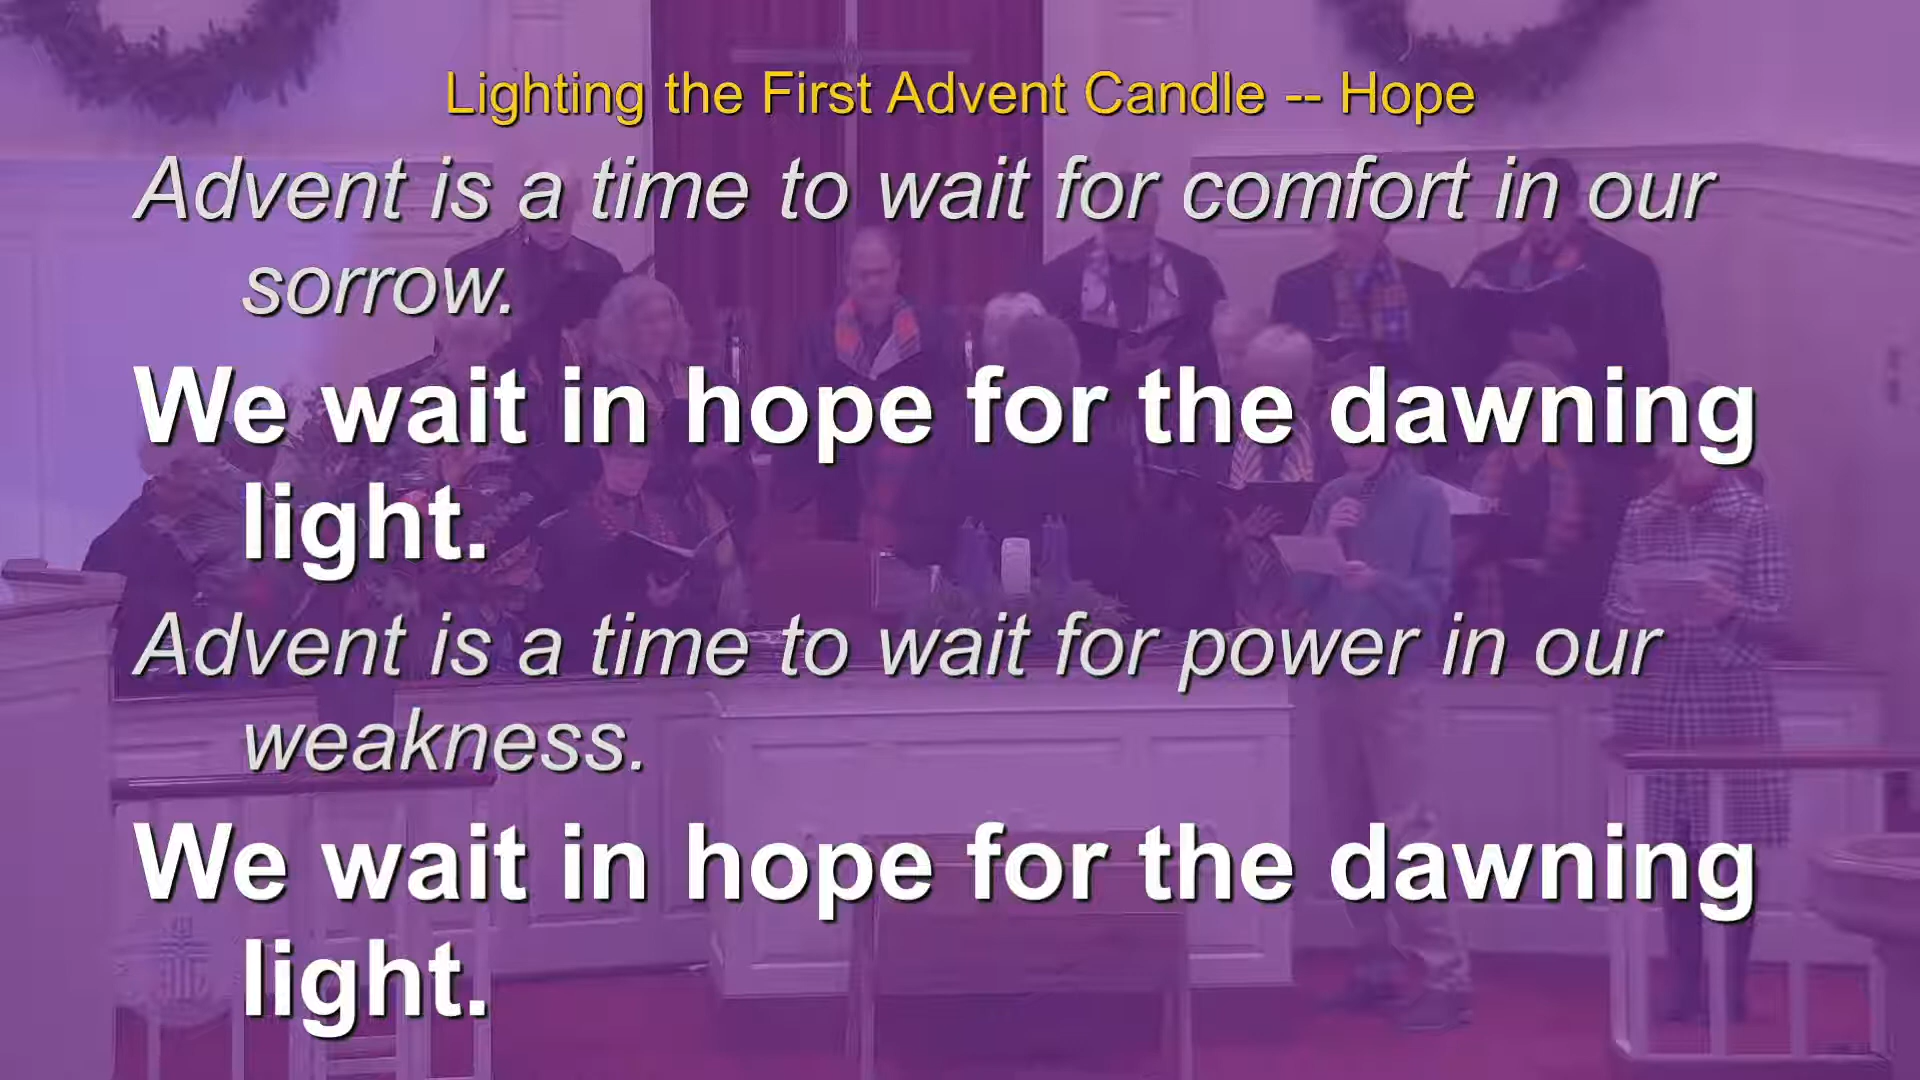 Lighting the First Advent Candle -- Hope
Advent is a time to wait for comfort in our
sorrow.
We wait in hope for the dawning
light.
Advent is a time to wait for power in our
weakness.
We wait in hope for the dawning
light.